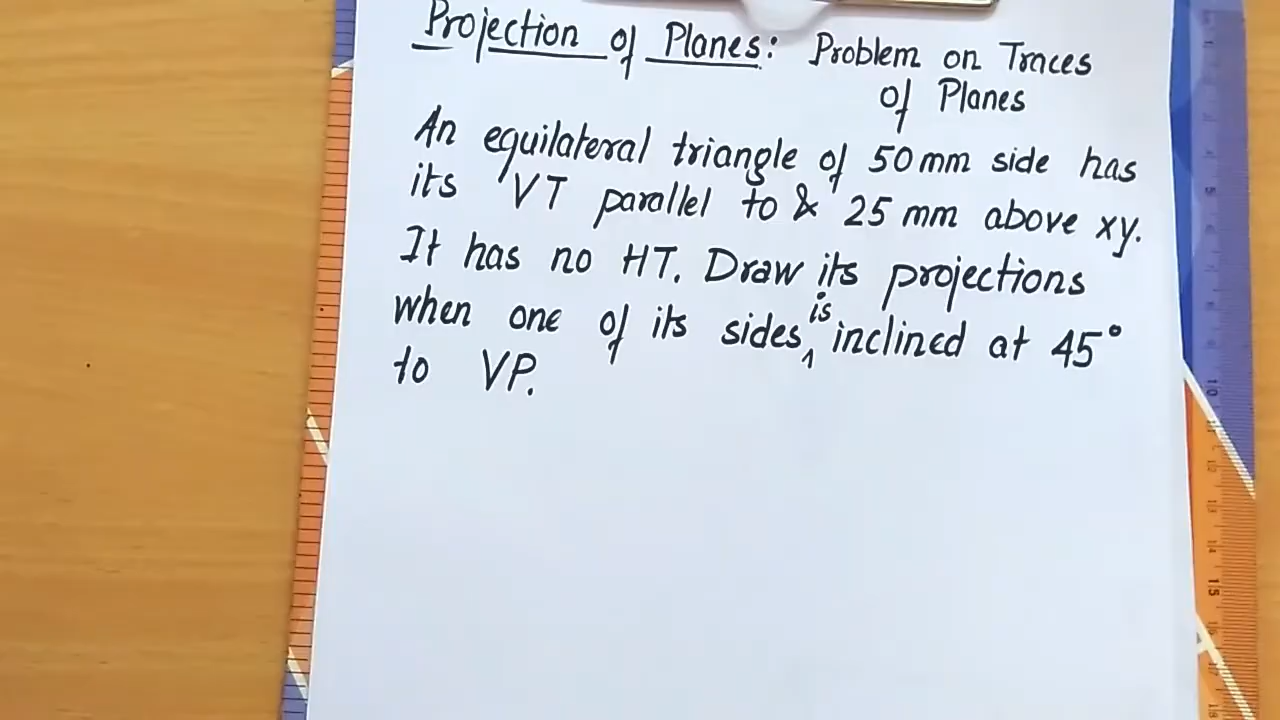 Projection of Planes: Problem on Traces
of Planes
An equilateral triangle of 50 mm side has
its VT parallel to & 25 mm above xy.
It has no HT. Draw its projections
when one of its sides, is inclined at 45°
to VP.